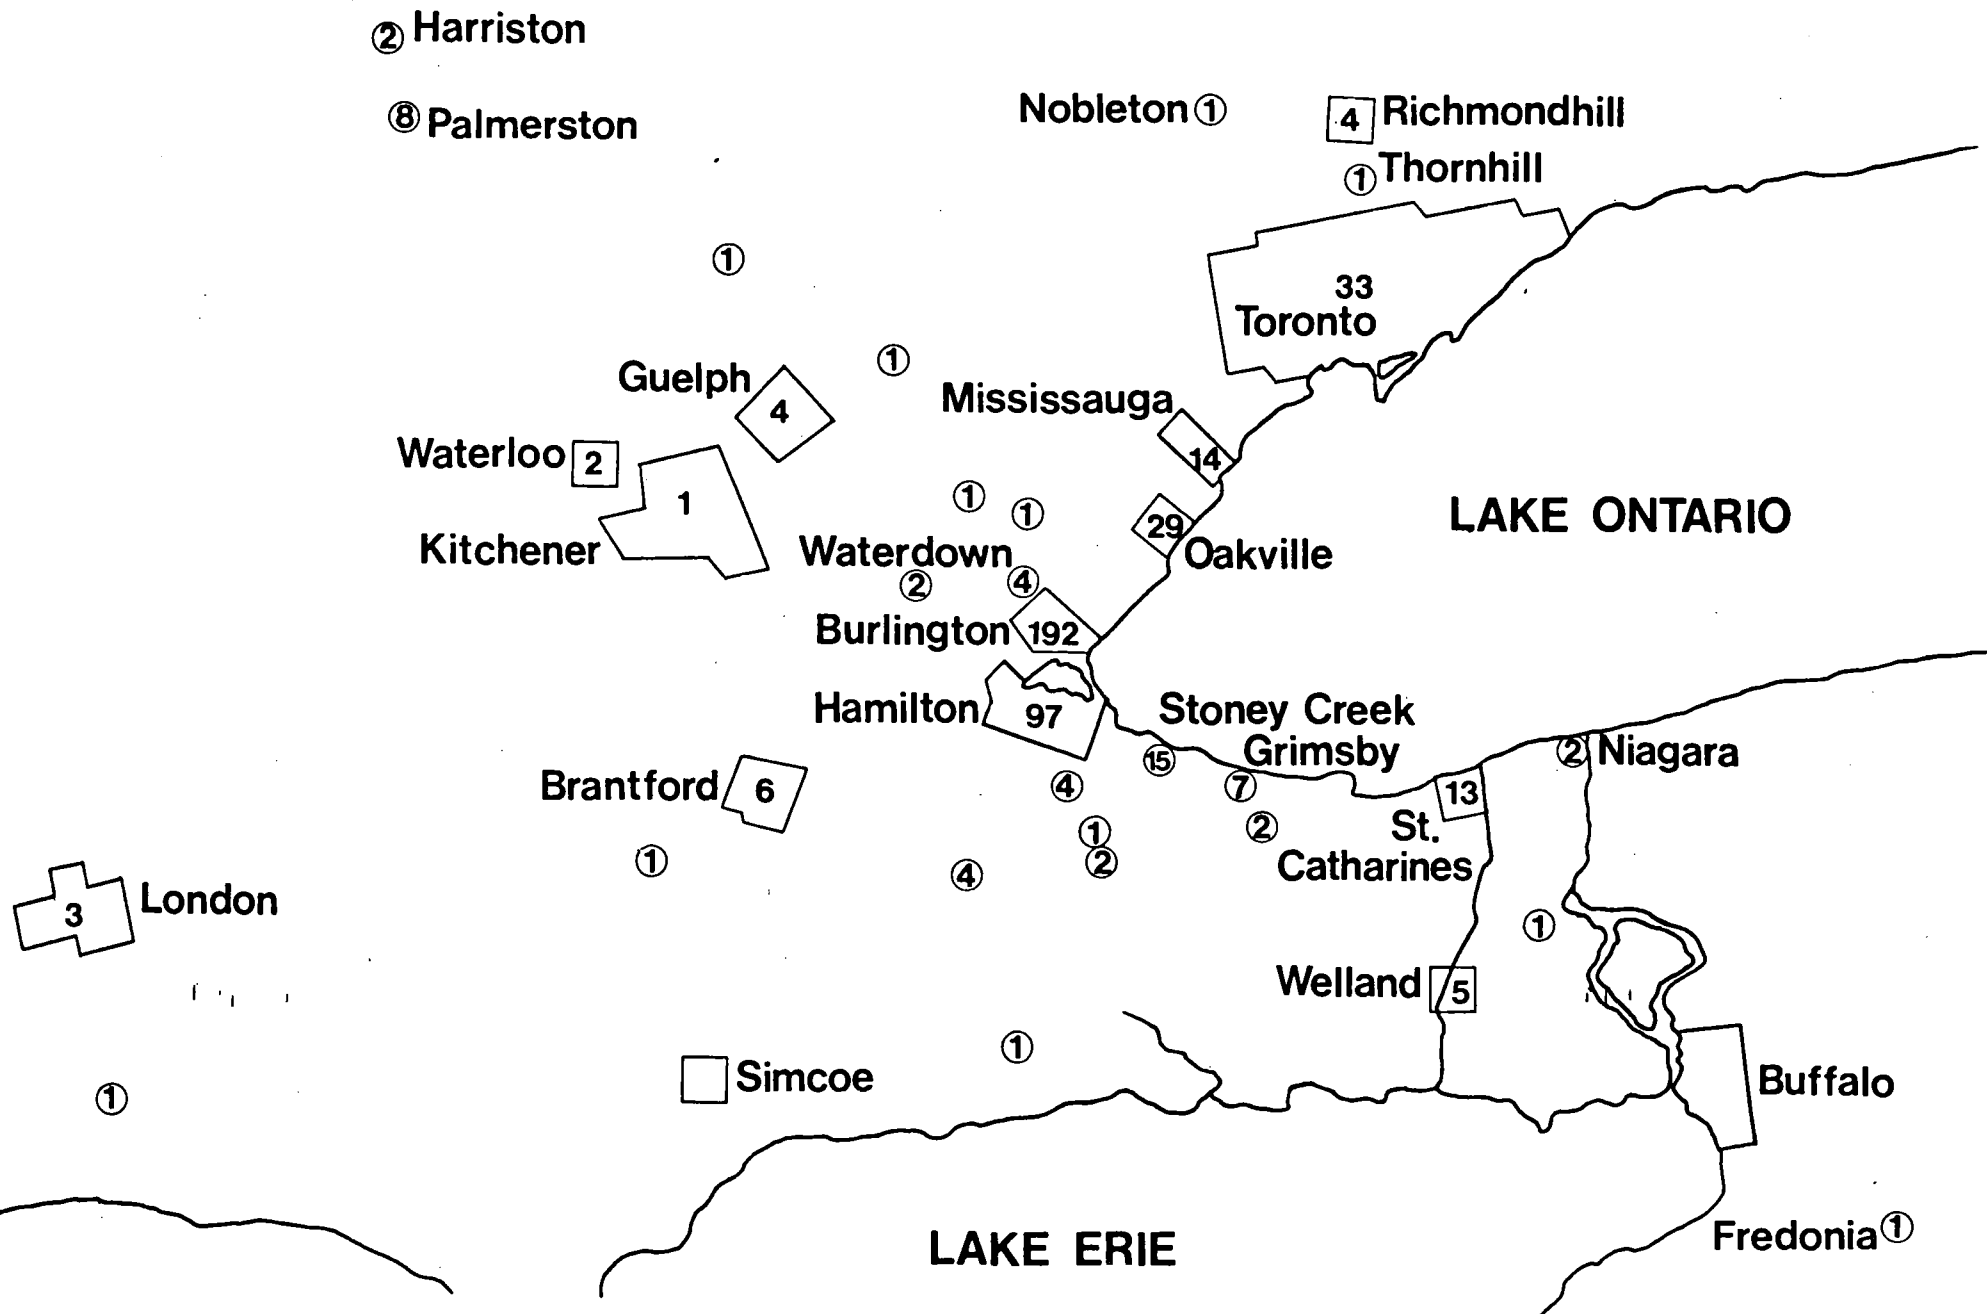 2 Harriston
8 Palmerston
Nobleton 1
4 Richmondhill
1 Thornhill
1
33
Toronto
1
Guelph
4
Mississauga
14
Waterloo 2
1
Kitchener
1
1
29
Oakville
LAKE ONTARIO
Waterdown
2
4
Burlington 192
Hamilton 97
Stoney Creek
15
Grimsby
7
2 Niagara
Brantford 6
4
13
St.
Catharines
2
1
2
1
4
3 London
1
Welland 5
1
Simcoe
Buffalo
1
LAKE ERIE
Fredonia 1